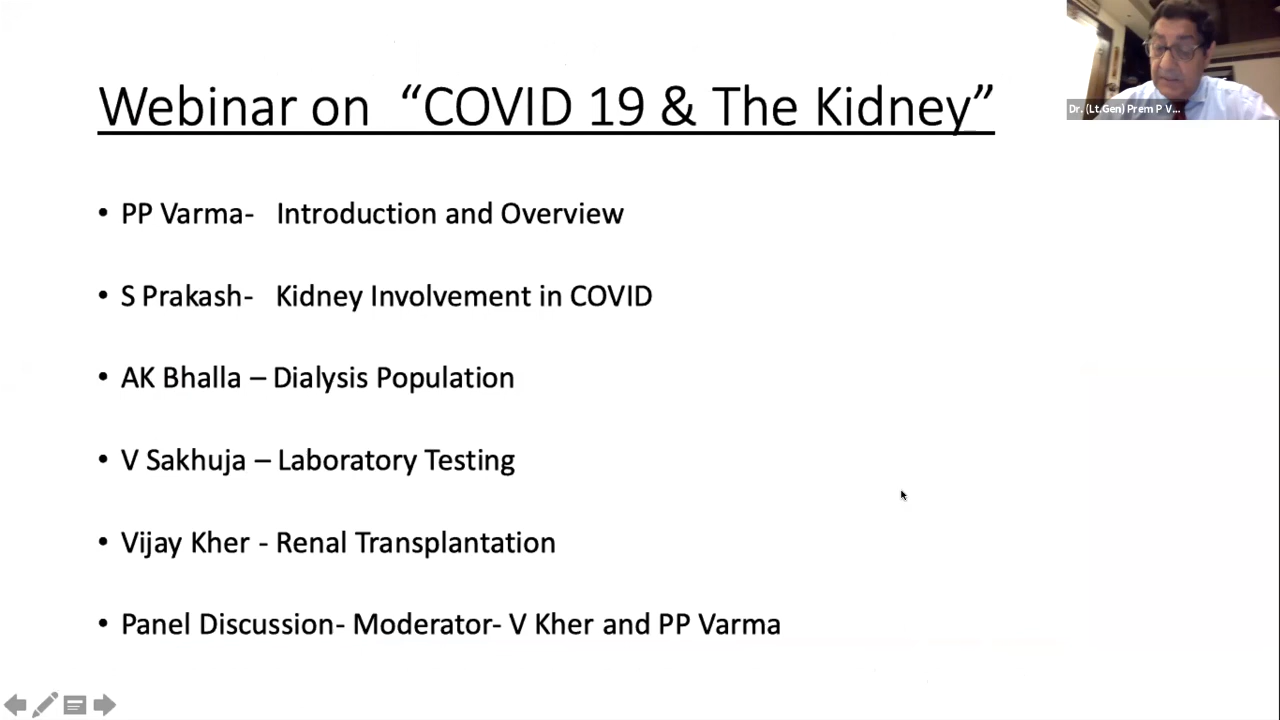 Webinar on “COVID 19 & The Kidney”
Dr. (Lt.Gen) Prem P V...
• PP Varma- Introduction and Overview
• S Prakash- Kidney Involvement in COVID
• AK Bhalla – Dialysis Population
• V Sakhuja – Laboratory Testing
• Vijay Kher - Renal Transplantation
• Panel Discussion- Moderator- V Kher and PP Varma